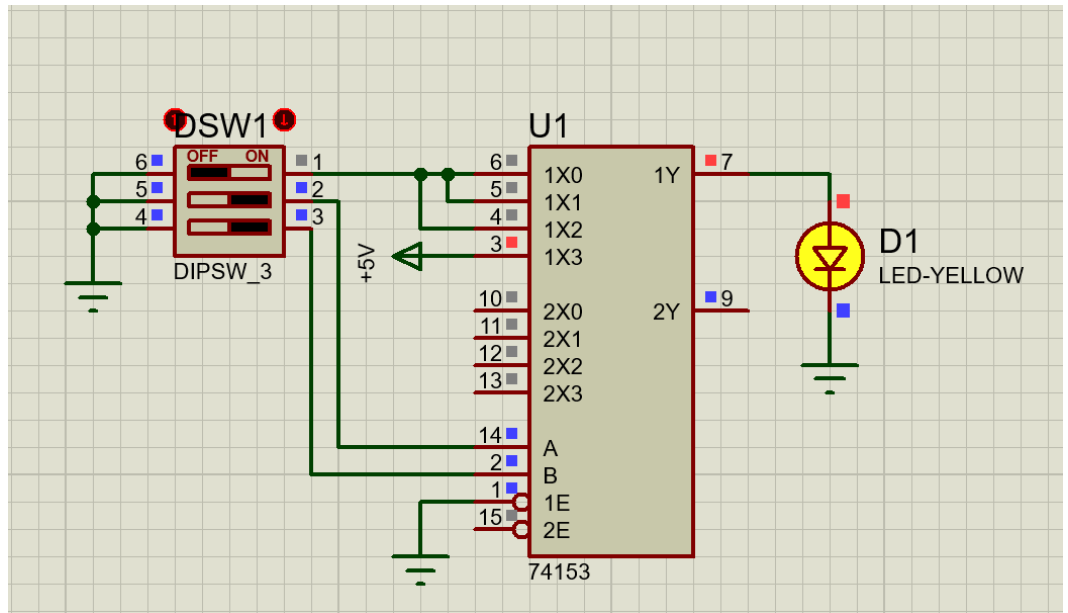 DSW1
OFF ON
6 1
5 2
4 3
DIPSW_3
+5V
U1
6 1X0 1Y 7
5 1X1
4 1X2
3 1X3
10 2X0 2Y 9
11 2X1
12 2X2
13 2X3
14 A
2 B
1 1E
15 2E
74153
D1
LED-YELLOW